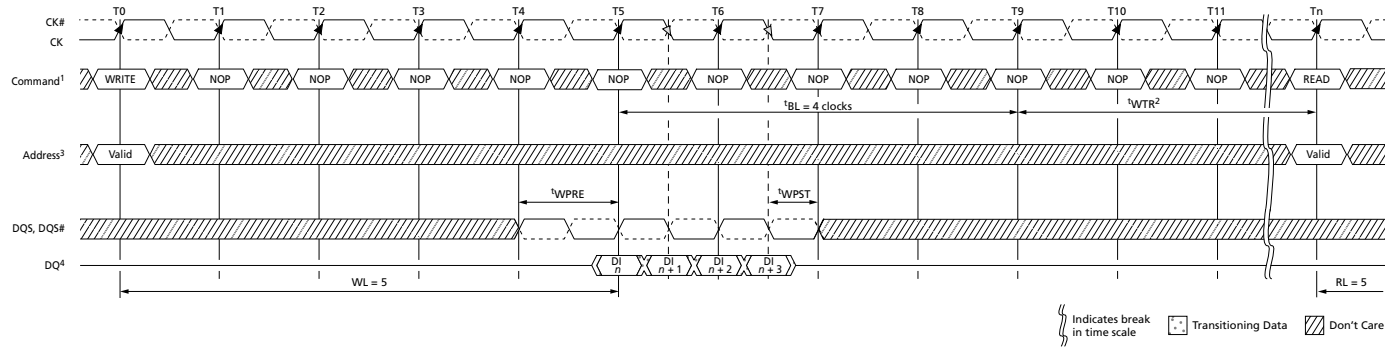 T0 T1 T2 T3 T4 T5 T6 T7 T8 T9 T10 T11 Tn
CK#
CK
Command1 WRITE NOP NOP NOP NOP NOP NOP NOP NOP NOP NOP NOP READ
tBL = 4 clocks tWTR2
Address3 Valid Valid
tWPRE tWPST
DQS, DQS#
DQ4 DI n DI n + 1 DI n + 2 DI n + 3
WL = 5 RL = 5
Indicates break in time scale
Transitioning Data
Don't Care